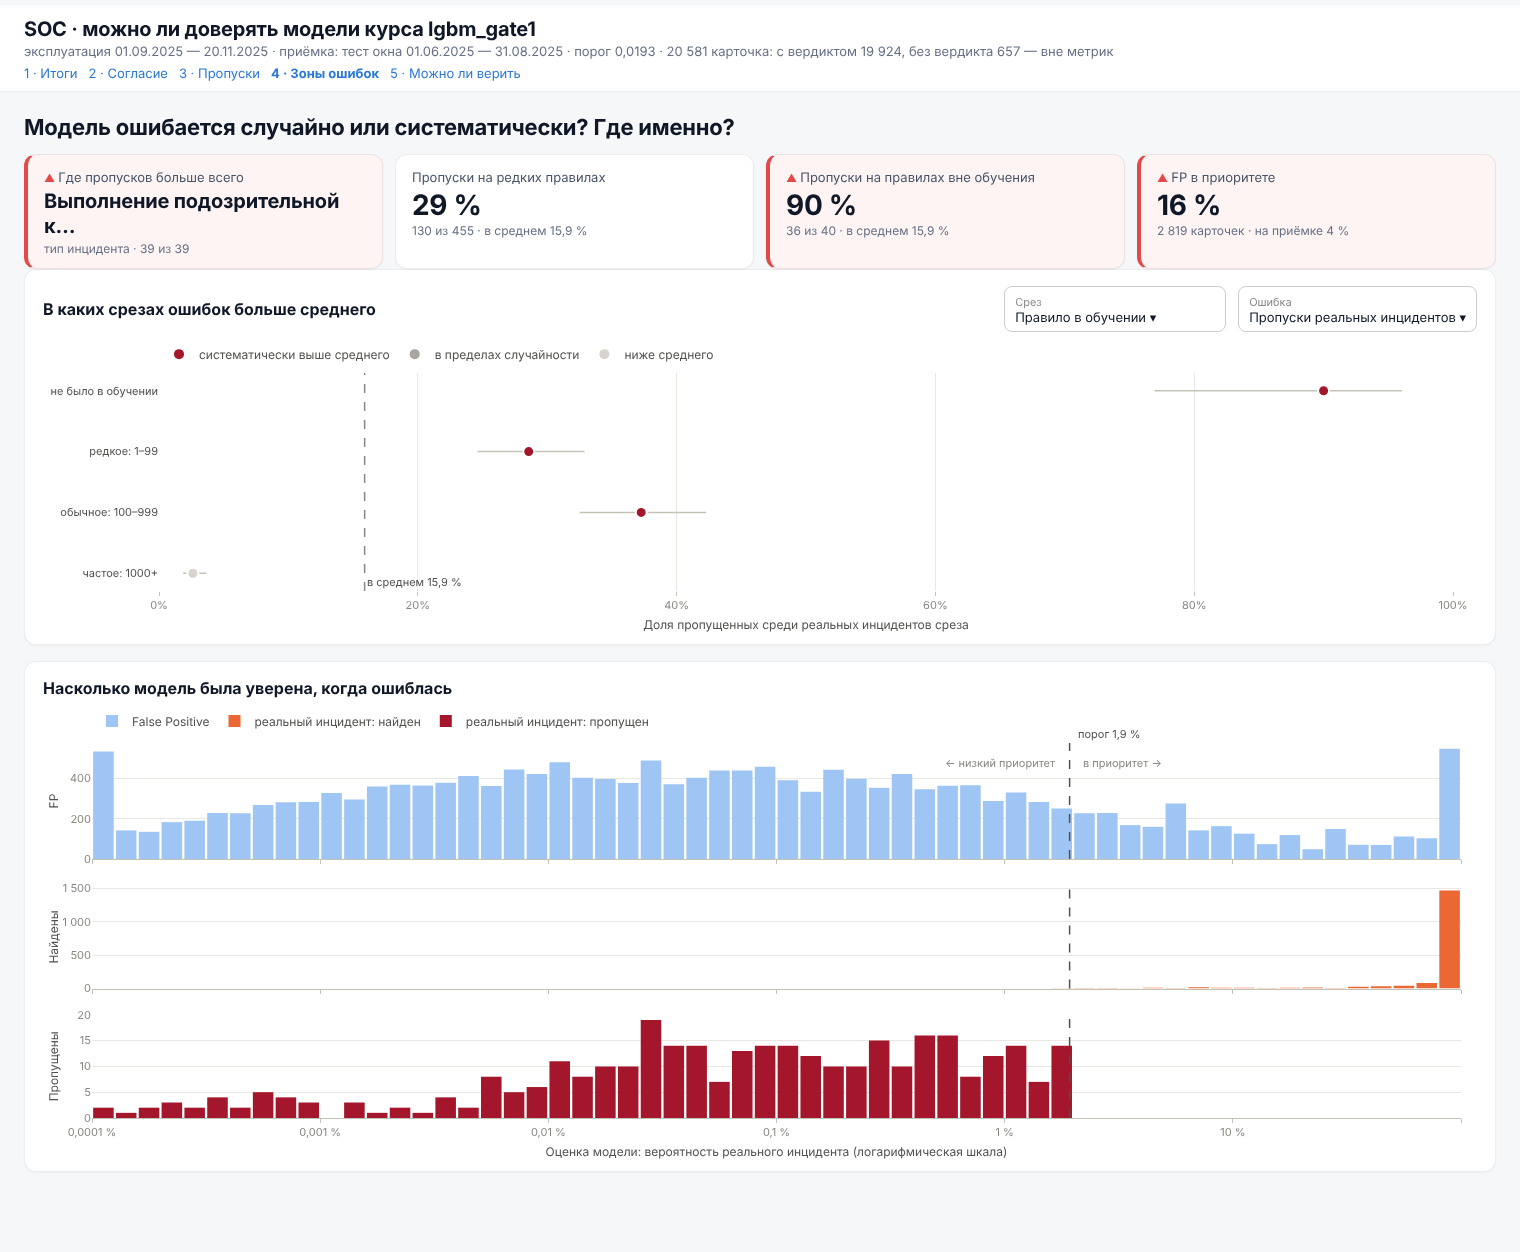 SOC · можно ли доверять модели курса lgbm_gate1
эксплуатация 01.09.2025 — 20.11.2025 · приёмка: тест окна 01.06.2025 — 31.08.2025 · порог 0,0193 · 20 581 карточка: с вердиктом 19 924, без вердикта 657 — вне метрик
1 · Итоги 2 · Согласие 3 · Пропуски 4 · Зоны ошибок 5 · Можно ли верить
Модель ошибается случайно или систематически? Где именно?
▲ Где пропусков больше всего
Выполнение подозрительной
к…
тип инцидента · 39 из 39
Пропуски на редких правилах
29 %
130 из 455 · в среднем 15,9 %
▲ Пропуски на правилах вне обучения
90 %
36 из 40 · в среднем 15,9 %
▲ FP в приоритете
16 %
2 819 карточек · на приёмке 4 %
В каких срезах ошибок больше среднего
Срез
Правило в обучении ▾
Ошибка
Пропуски реальных инцидентов ▾
систематически выше среднего в пределах случайности ниже среднего
не было в обучении
редкое: 1–99
обычное: 100–999
частое: 1000+
в среднем 15,9 %
0% 20% 40% 60% 80% 100%
Доля пропущенных среди реальных инцидентов среза
Насколько модель была уверена, когда ошиблась
False Positive реальный инцидент: найден реальный инцидент: пропущен
порог 1,9 %
← низкий приоритет в приоритет →
FP
400
200
0
Найдены
1 500
1 000
500
0
Пропущены
20
15
10
5
0
0,0001 % 0,001 % 0,01 % 0,1 % 1 % 10 %
Оценка модели: вероятность реального инцидента (логарифмическая шкала)